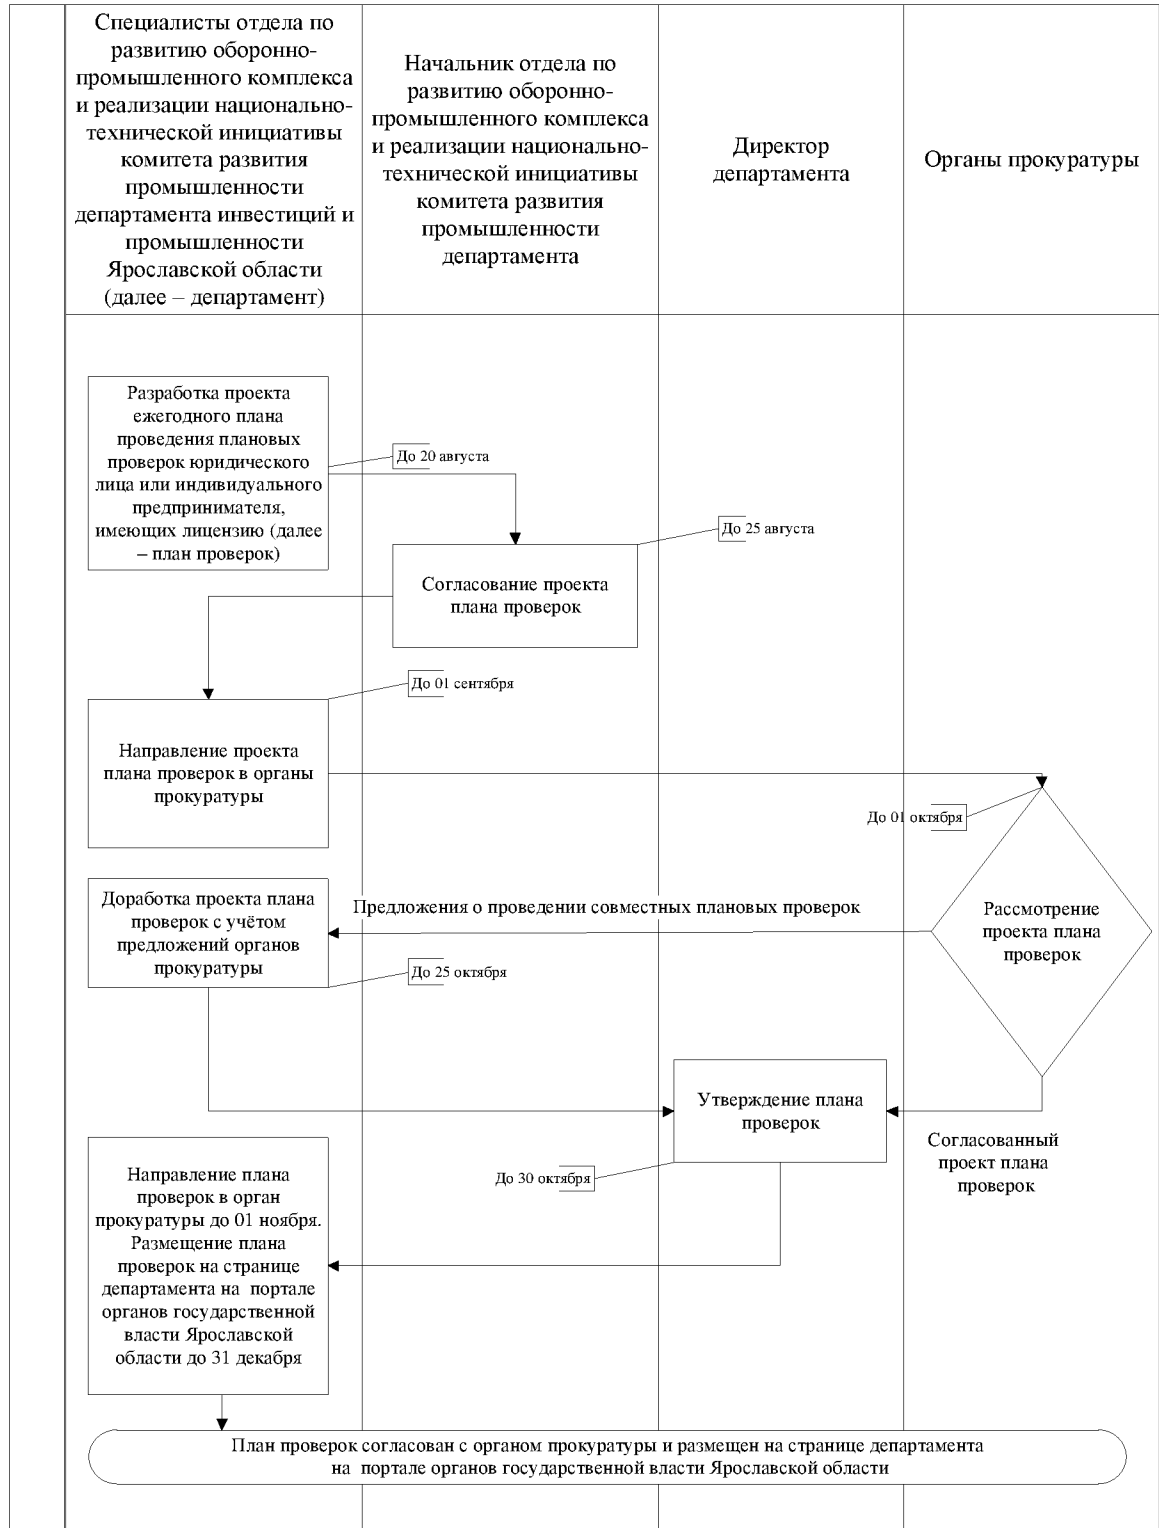 Специалисты отдела по
развитию оборонно-
промышленного комплекса
и реализации национально-
технической инициативы
комитета развития
промышленности
департамента инвестиций и
промышленности
Ярославской области
(далее – департамент)
Начальник отдела по
развитию оборонно-
промышленного комплекса
и реализации национально-
технической инициативы
комитета развития
промышленности
департамента
Директор
департамента
Органы прокуратуры
Разработка проекта
ежегодного плана
проведения плановых
проверок юридического
лица или индивидуального
предпринимателя,
имеющих лицензию (далее
– план проверок)
До 20 августа
До 25 августа
Согласование проекта
плана проверок
До 01 сентября
Направление проекта
плана проверок в органы
прокуратуры
До 01 октября
Рассмотрение
проекта плана
проверок
Предложения о проведении совместных плановых проверок
Доработка проекта плана
проверок с учётом
предложений органов
прокуратуры
До 25 октября
Утверждение плана
проверок
Согласованный
проект плана
проверок
До 30 октября
Направление плана
проверок в орган
прокуратуры до 01 ноября.
Размещение плана
проверок на странице
департамента на  портале
органов государственной
власти Ярославской
области до 31 декабря
План проверок согласован с органом прокуратуры и размещен на странице департамента
на  портале органов государственной власти Ярославской области